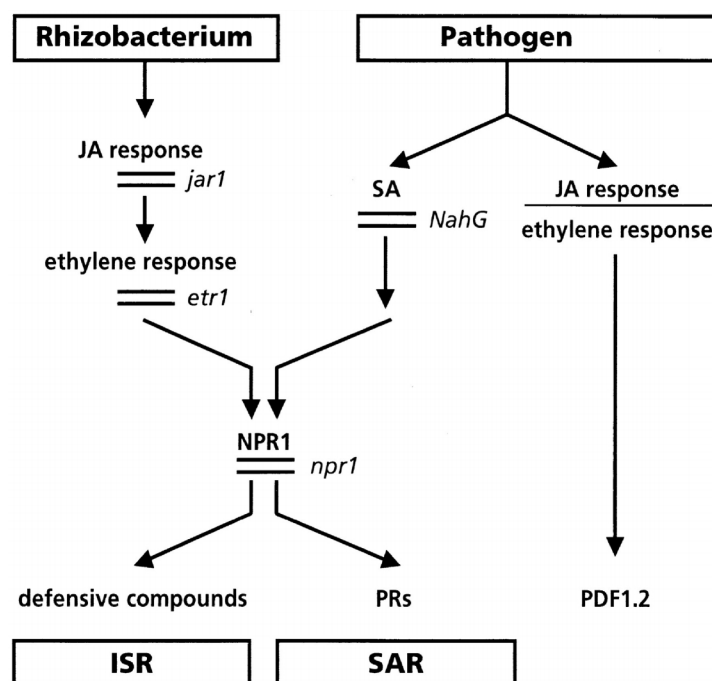 Rhizobacterium
Pathogen
JA response
jar1
SA
NahG
JA response
ethylene response
ethylene response
etr1
NPR1
npr1
defensive compounds
PRs
PDF1.2
ISR
SAR